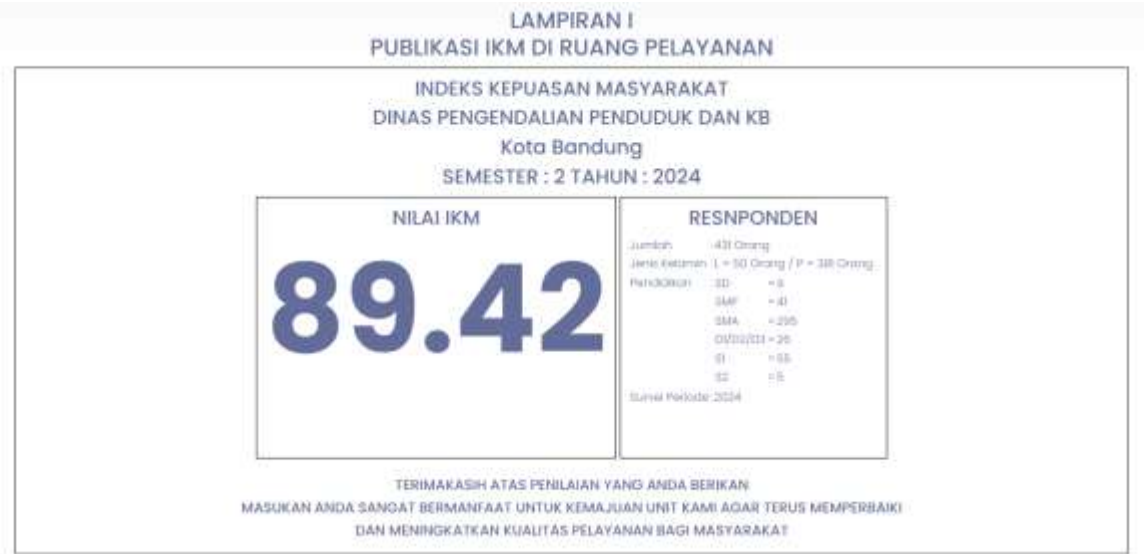 LAMPIRAN I
PUBLIKASI IKM DI RUANG PELAYANAN
INDEKS KEPUASAN MASYARAKAT
DINAS PENGENDALIAN PENDUDUK DAN KB
Kota Bandung
SEMESTER : 2 TAHUN : 2024
NILAI IKM
89.42
RESNPONDEN
Jumlah : 431 Orang
Jenis Kelamin : L = 50 Orang / P = 381 Orang
Pendidikan : SD =
SMP = 41
SMA = 295
D1/D2/D3 = 26
S1 =
S2 = 5
Survei Periode: 2024
TERIMAKASIH ATAS PENILAIAN YANG ANDA BERIKAN
MASUKAN ANDA SANGAT BERMANFAAT UNTUK KEMAJUAN UNIT KAMI AGAR TERUS MEMPERBAIKI
DAN MENINGKATKAN KUALITAS PELAYANAN BAGI MASYARAKAT